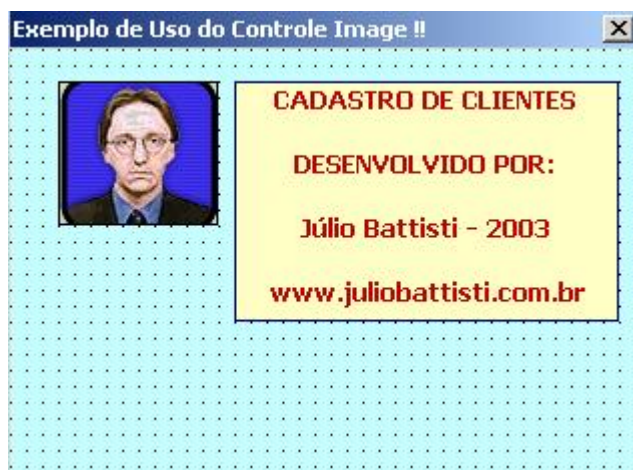 Exemplo de Uso do Controle Image !!
CADASTRO DE CLIENTES
DESENVOLVIDO POR:
Júlio Battisti - 2003
www.juliobattisti.com.br